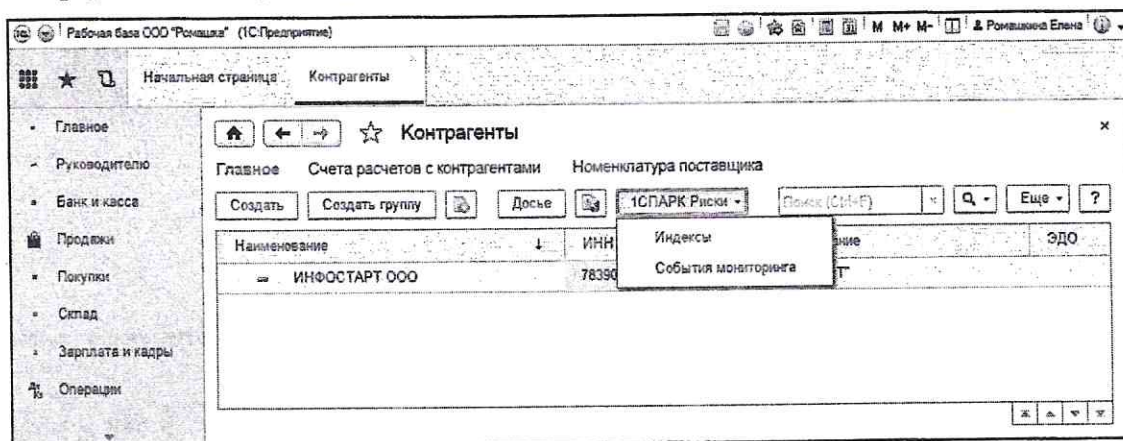 Рабочая база ООО "Ромашка" (1С:Предприятие) M M+ M- Ромашкина Елена
Начальная страница Контрагенты
Главное
Руководителю
Банк и касса
Продажи
Покупки
Склад
Зарплата и кадры
Операции
Контрагенты
Главное Счета расчетов с контрагентами Номенклатура поставщика
Создать Создать группу Досье 1СПАРК Риски Поиск (Ctrl+F) Еще ?
Наименование ИНН ЭДО
ИНФОСТАРТ ООО 78390
Индексы
События мониторинга